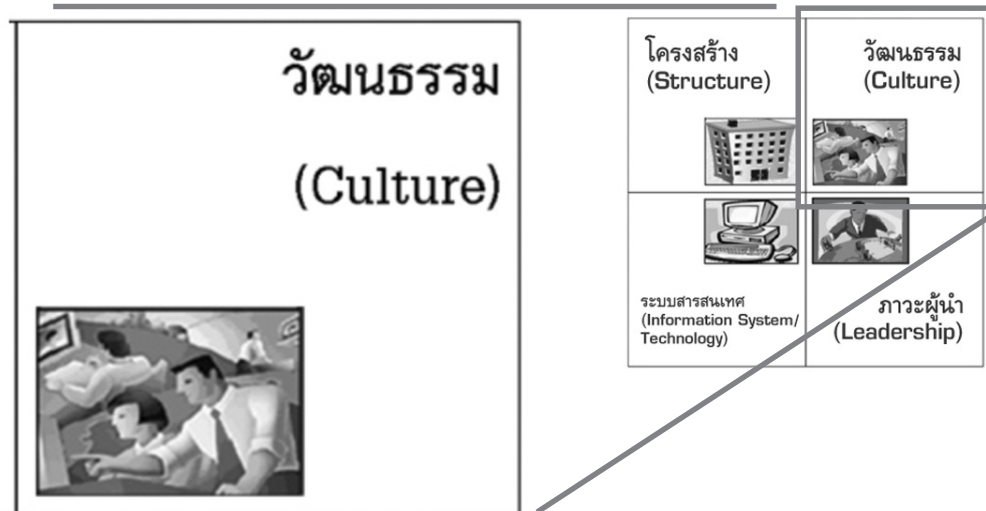 วัฒนธรรม
(Culture)
โครงสร้าง
(Structure)
วัฒนธรรม
(Culture)
ระบบสารสนเทศ
(Information System/
Technology)
ภาวะผู้นำ
(Leadership)